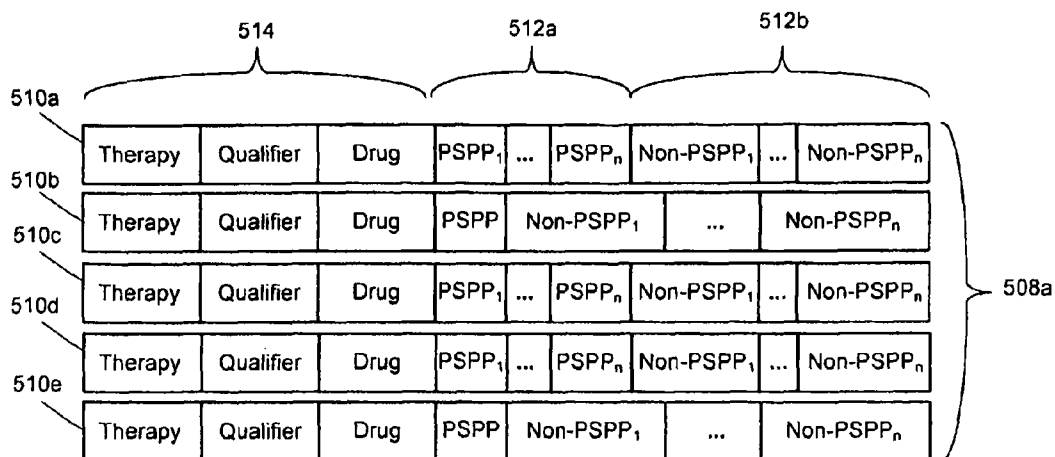 514 512a 512b
510a
Therapy Qualifier Drug PSPP₁ ... PSPPₙ Non-PSPP₁ ... Non-PSPPₙ
510b
Therapy Qualifier Drug PSPP Non-PSPP₁ ... Non-PSPPₙ
510c
Therapy Qualifier Drug PSPP₁ ... PSPPₙ Non-PSPP₁ ... Non-PSPPₙ
508a
510d
Therapy Qualifier Drug PSPP₁ ... PSPPₙ Non-PSPP₁ ... Non-PSPPₙ
510e
Therapy Qualifier Drug PSPP Non-PSPP₁ ... Non-PSPPₙ